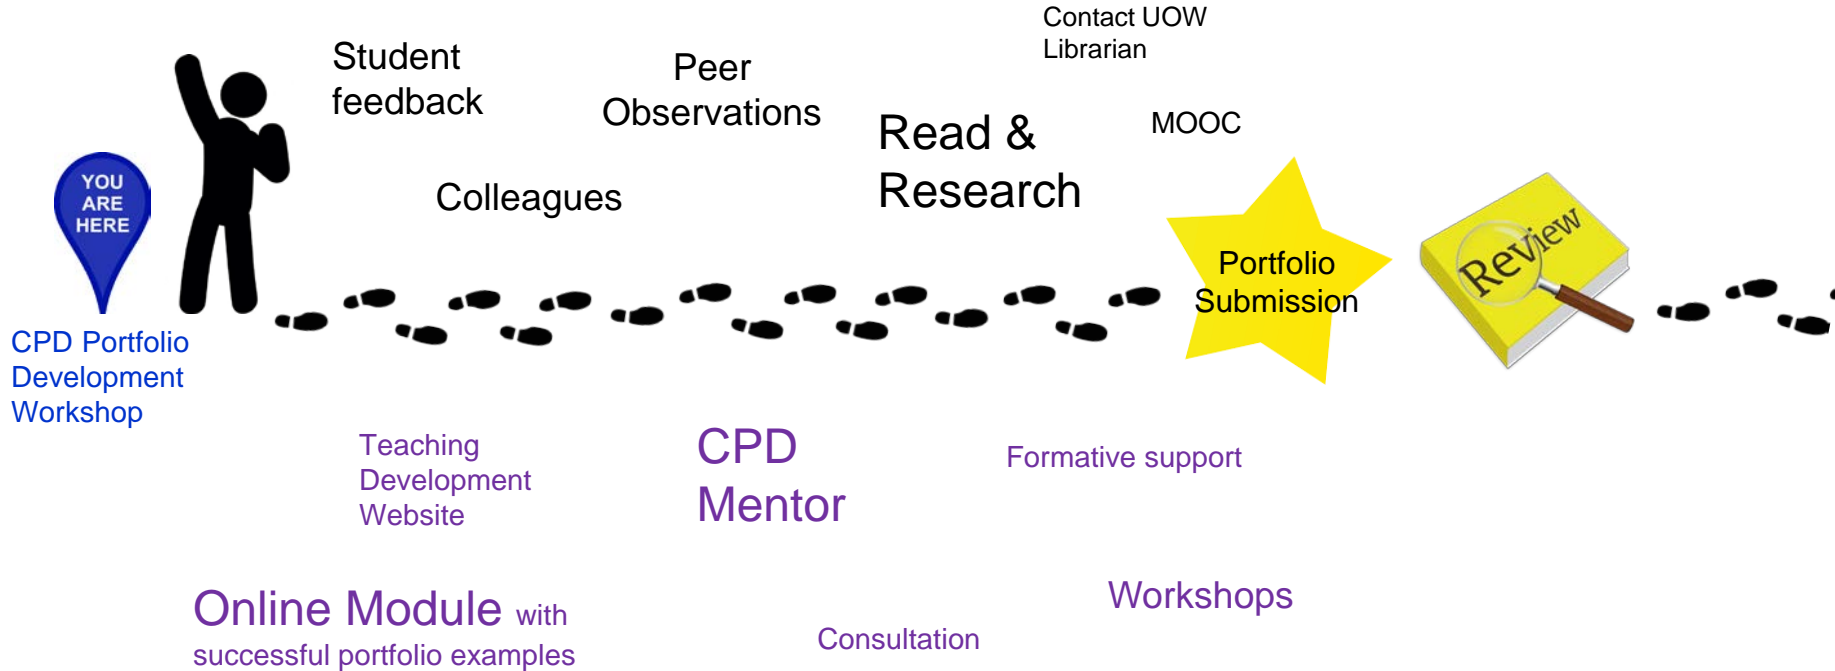 Contact UOW
Librarian
Student
feedback
Peer
Observations
Read &
Research
MOOC
Colleagues
YOU
ARE
HERE
Portfolio
Submission
Review
CPD Portfolio
Development
Workshop
Teaching
Development
Website
CPD
Mentor
Formative support
Online Module with
successful portfolio examples
Consultation
Workshops